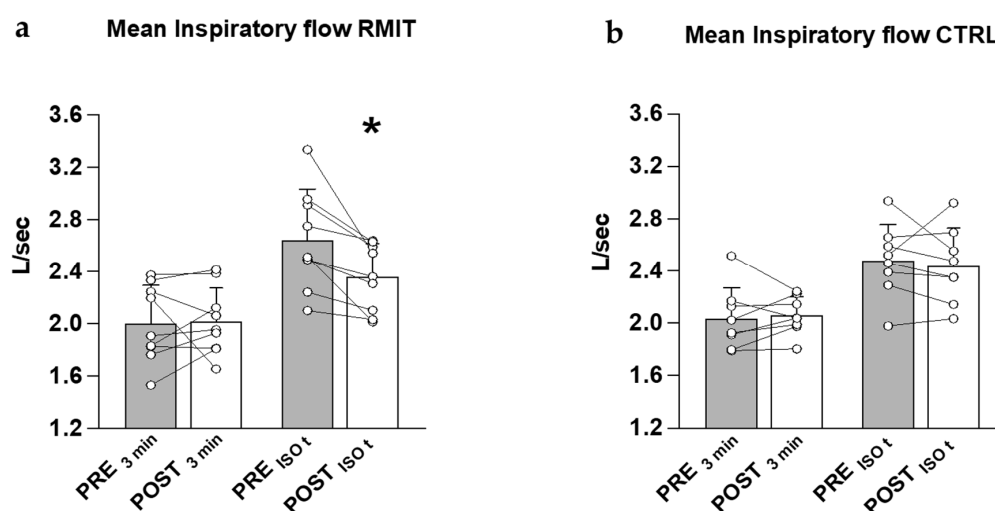 a
Mean Inspiratory flow RMIT
L/sec
3.6
3.2
2.8
2.4
2.0
1.6
1.2
*
PRE 3 min
POST 3 min
PRE ISO t
POST ISO t
b
Mean Inspiratory flow CTRL
L/sec
3.6
3.2
2.8
2.4
2.0
1.6
1.2
PRE 3 min
POST 3 min
PRE ISO t
POST ISO t